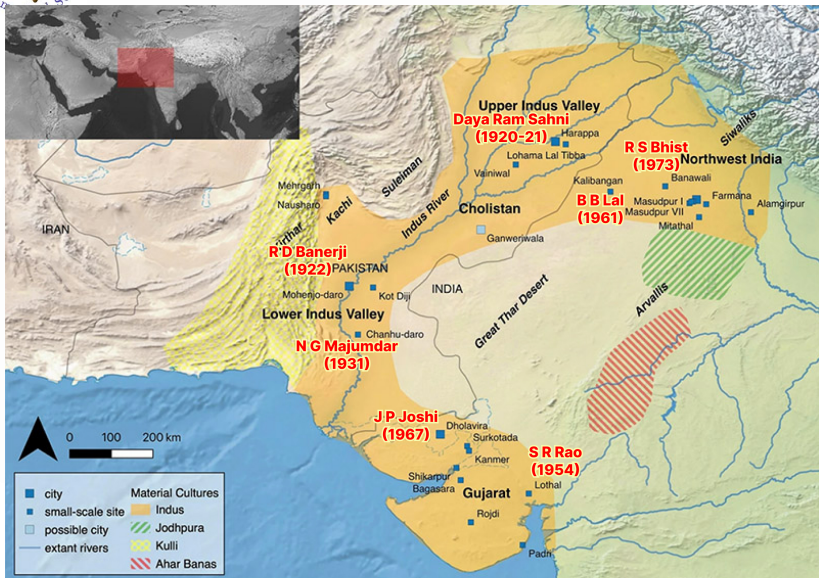 Upper Indus Valley
Daya Ram Sahni
(1920-21)
Harappa
Lohama Lal Tibba
Vainiwal
Siwaliks
R S Bhist
(1973)
Northwest India
Banawali
Kalibangan
B B Lal
(1961)
Masudpur I
Farmana
Masudpur VII
Alamgirpur
Mitathal
Suleiman
Mehrgarh
Nausharo
Kachi
Indus River
Cholistan
Ganweriwala
IRAN
Kirthar
R D Banerji
(1922)
PAKISTAN
Mohenjo-daro
Kot Diji
INDIA
Great Thar Desert
Arvallis
Lower Indus Valley
Chanhu-daro
N G Majumdar
(1931)
J P Joshi
(1967)
Dholavira
Surkotada
Kanmer
S R Rao
(1954)
Shikarpur
Bagasara
Gujarat
Lothal
Rojdi
Padri
0 100 200 km
city
small-scale site
possible city
extant rivers
Material Cultures
Indus
Jodhpura
Kulli
Ahar Banas